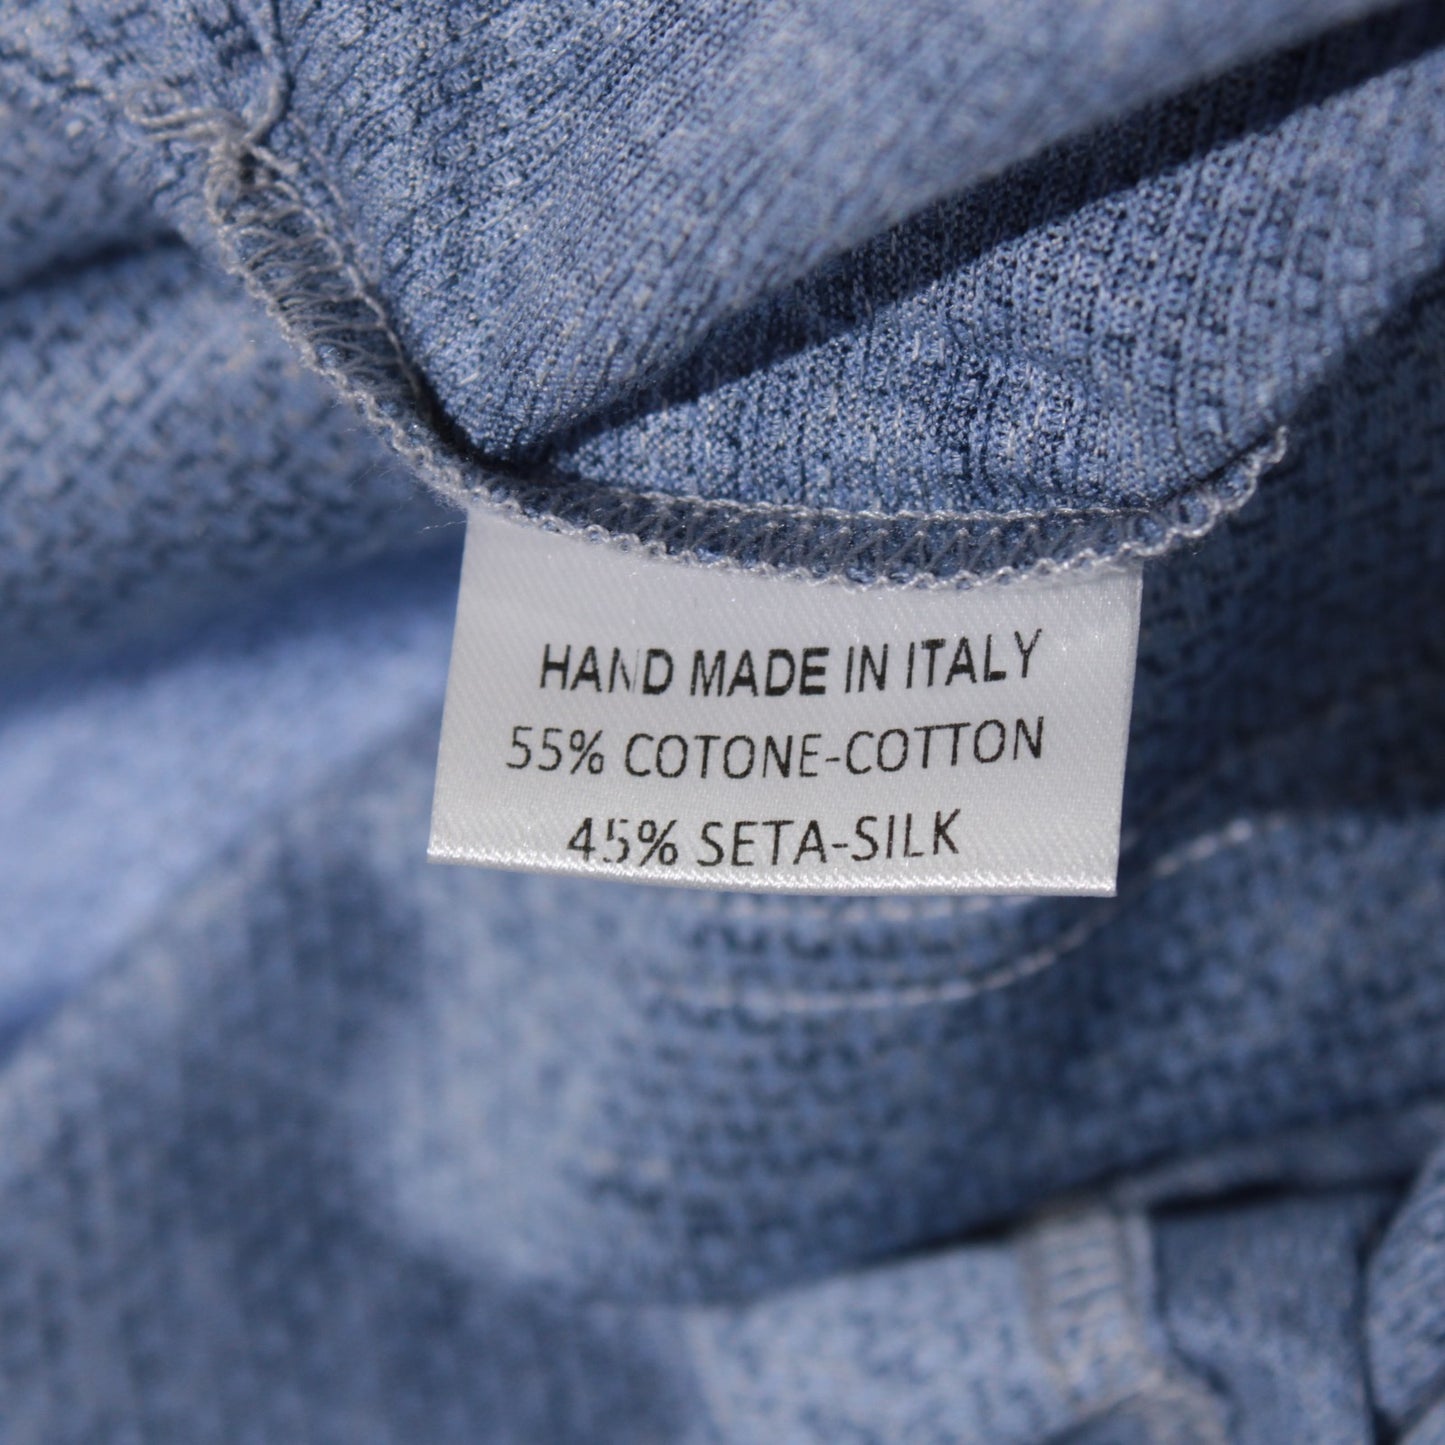 HAND MADE IN ITALY
55% COTONE-COTTON
45% SETA-SILK